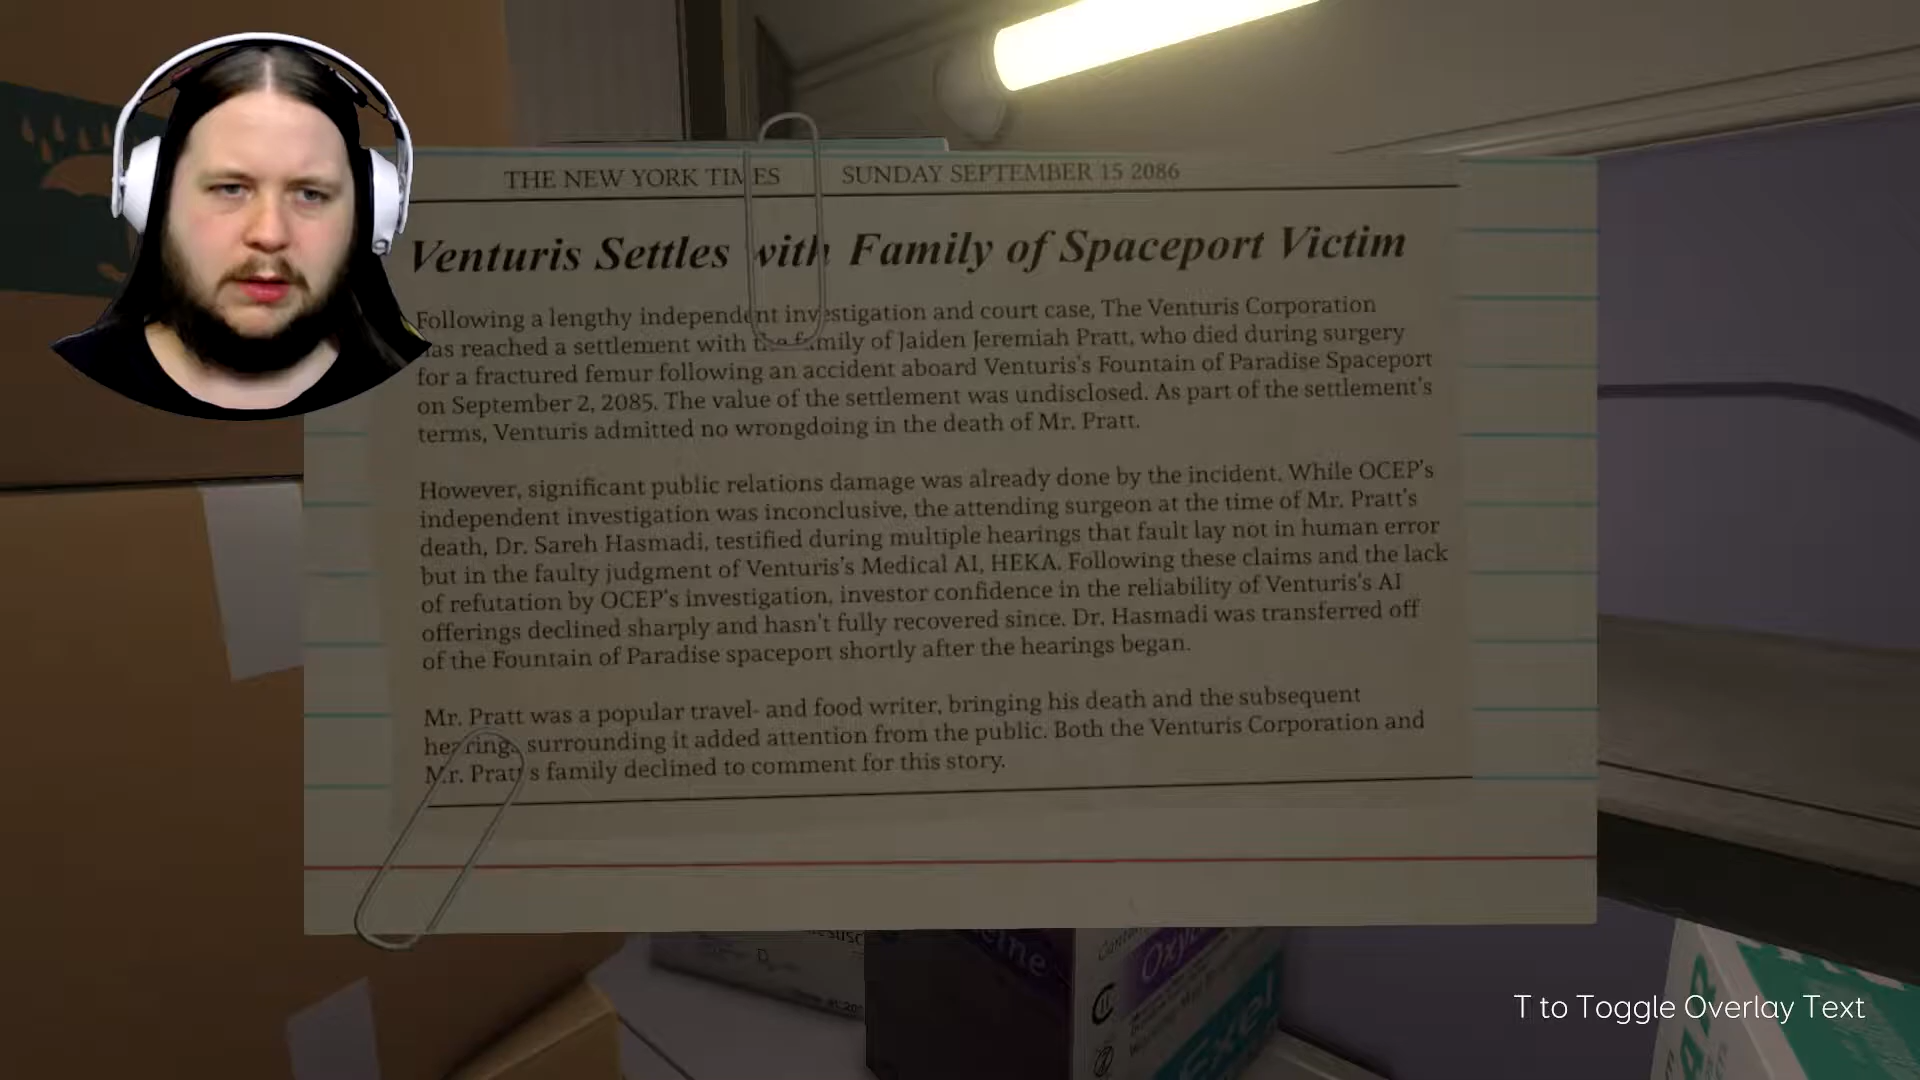 THE NEW YORK TIMES SUNDAY SEPTEMBER 15 2086
Venturis Settles with Family of Spaceport Victim
Following a lengthy independent investigation and court case, The Venturis Corporation
has reached a settlement with the family of Jaiden Jeremiah Pratt, who died during surgery
for a fractured femur following an accident aboard Venturis's Fountain of Paradise Spaceport
on September 2, 2085. The value of the settlement was undisclosed. As part of the settlement's
terms, Venturis admitted no wrongdoing in the death of Mr. Pratt.
However, significant public relations damage was already done by the incident. While OCEP's
independent investigation was inconclusive, the attending surgeon at the time of Mr. Pratt's
death, Dr. Sareh Hasmadi, testified during multiple hearings that fault lay not in human error
but in the faulty judgment of Venturis's Medical AI, HEKA. Following these claims and the lack
of refutation by OCEP's investigation, investor confidence in the reliability of Venturis's AI
offerings declined sharply and hasn't fully recovered since. Dr. Hasmadi was transferred off
of the Fountain of Paradise spaceport shortly after the hearings began.
Mr. Pratt was a popular travel- and food writer, bringing his death and the subsequent
hearings surrounding it added attention from the public. Both the Venturis Corporation and
Mr. Pratt's family declined to comment for this story.
Exel
T to Toggle Overlay Text